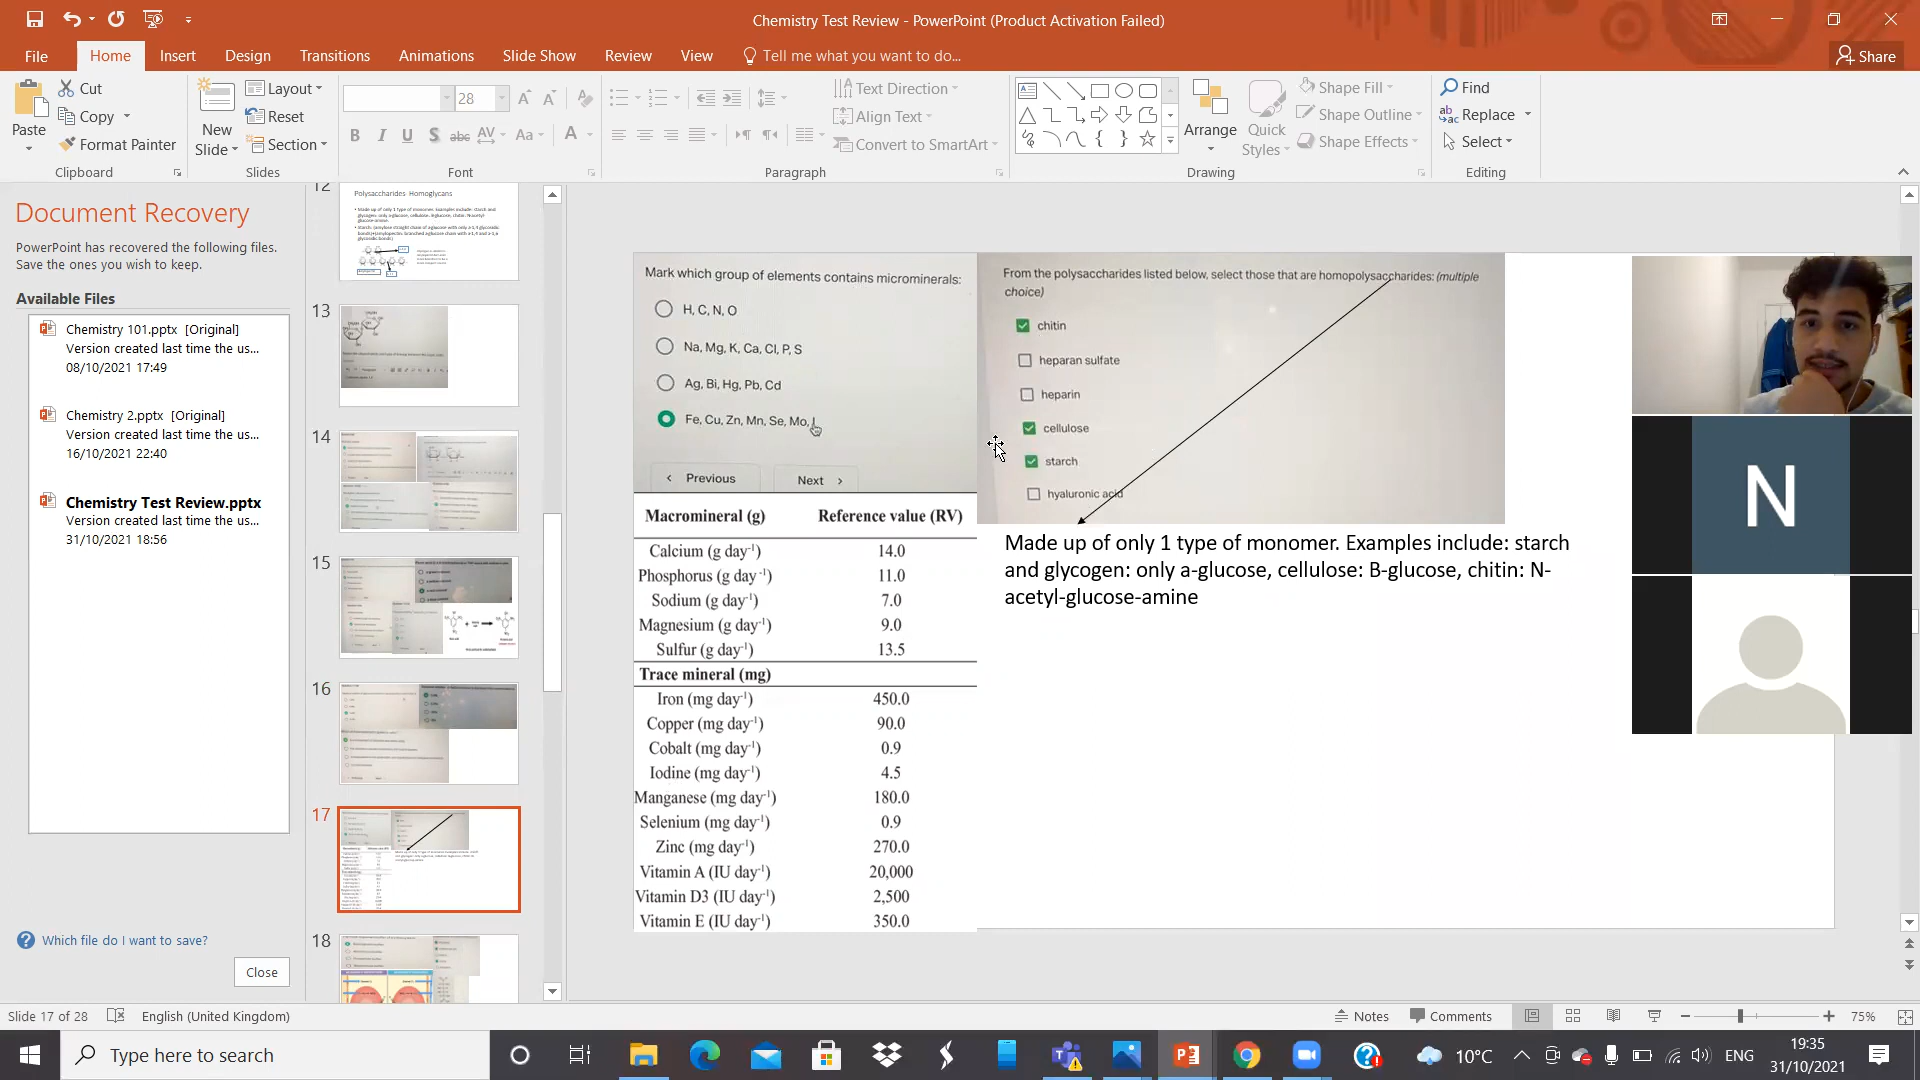 Chemistry Test Review - PowerPoint (Product Activation Failed)
File Home Insert Design Transitions Animations Slide Show Review View Tell me what you want to do... Share
Paste
Cut
Copy
Format Painter
Clipboard
New Slide
Layout
Reset
Section
Slides
28
Font
Text Direction
Align Text
Convert to SmartArt
Paragraph
Arrange
Quick Styles
Shape Fill
Shape Outline
Shape Effects
Drawing
Find
Replace
Select
Editing
Document Recovery
PowerPoint has recovered the following files.
Save the ones you wish to keep.
Available Files
Chemistry 101.pptx [Original]
Version created last time the us...
08/10/2021 17:49
Chemistry 2.pptx [Original]
Version created last time the us...
16/10/2021 22:40
Chemistry Test Review.pptx
Version created last time the us...
31/10/2021 18:56
Which file do I want to save?
Close
12
Polysaccharides- Homoglycans
13
14
15
16
17
18
Mark which group of elements contains microminerals:
H, C, N, O
Na, Mg, K, Ca, Cl, P, S
Ag, Bi, Hg, Pb, Cd
Fe, Cu, Zn, Mn, Se, Mo, I
Previous Next
Macromineral (g) Reference value (RV)
Calcium (g day⁻¹) 14.0
Phosphorus (g day⁻¹) 11.0
Sodium (g day⁻¹) 7.0
Magnesium (g day⁻¹) 9.0
Sulfur (g day⁻¹) 13.5
Trace mineral (mg)
Iron (mg day⁻¹) 450.0
Copper (mg day⁻¹) 90.0
Cobalt (mg day⁻¹) 0.9
Iodine (mg day⁻¹) 4.5
Manganese (mg day⁻¹) 180.0
Selenium (mg day⁻¹) 0.9
Zinc (mg day⁻¹) 270.0
Vitamin A (IU day⁻¹) 20,000
Vitamin D3 (IU day⁻¹) 2,500
Vitamin E (IU day⁻¹) 350.0
From the polysaccharides listed below, select those that are homopolysaccharides: (multiple
choice)
chitin
heparan sulfate
heparin
cellulose
starch
hyaluronic acid
Made up of only 1 type of monomer. Examples include: starch
and glycogen: only a-glucose, cellulose: B-glucose, chitin: N-
acetyl-glucose-amine
N
Slide 17 of 28 English (United Kingdom) Notes Comments 75%
Type here to search
10°C ENG
19:35
31/10/2021